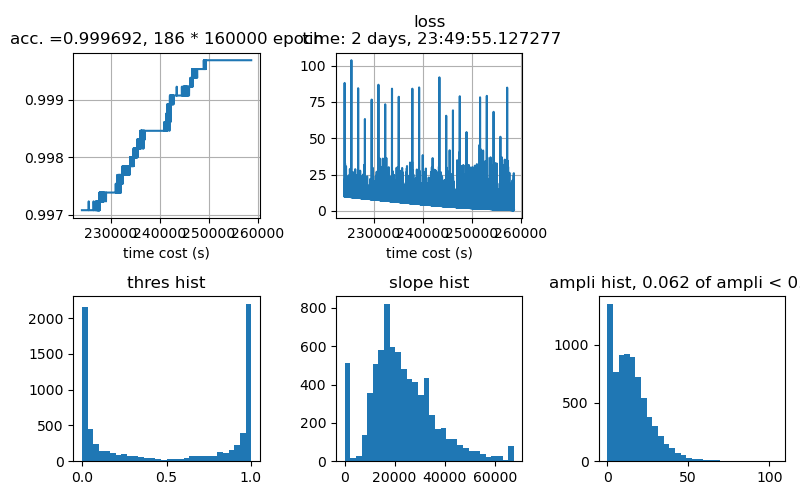 acc. =0.999692, 186 * 160000 epoch
loss
time: 2 days, 23:49:55.127277
0.999
0.998
0.997
230000 240000 250000 260000
time cost (s)
100
75
50
25
0
230000 240000 250000 260000
time cost (s)
thres hist
2000
1500
1000
500
0
0.0 0.5 1.0
slope hist
800
600
400
200
0
0 20000 40000 60000
ampli hist, 0.062 of ampli < 0.
1000
500
0
0 50 100